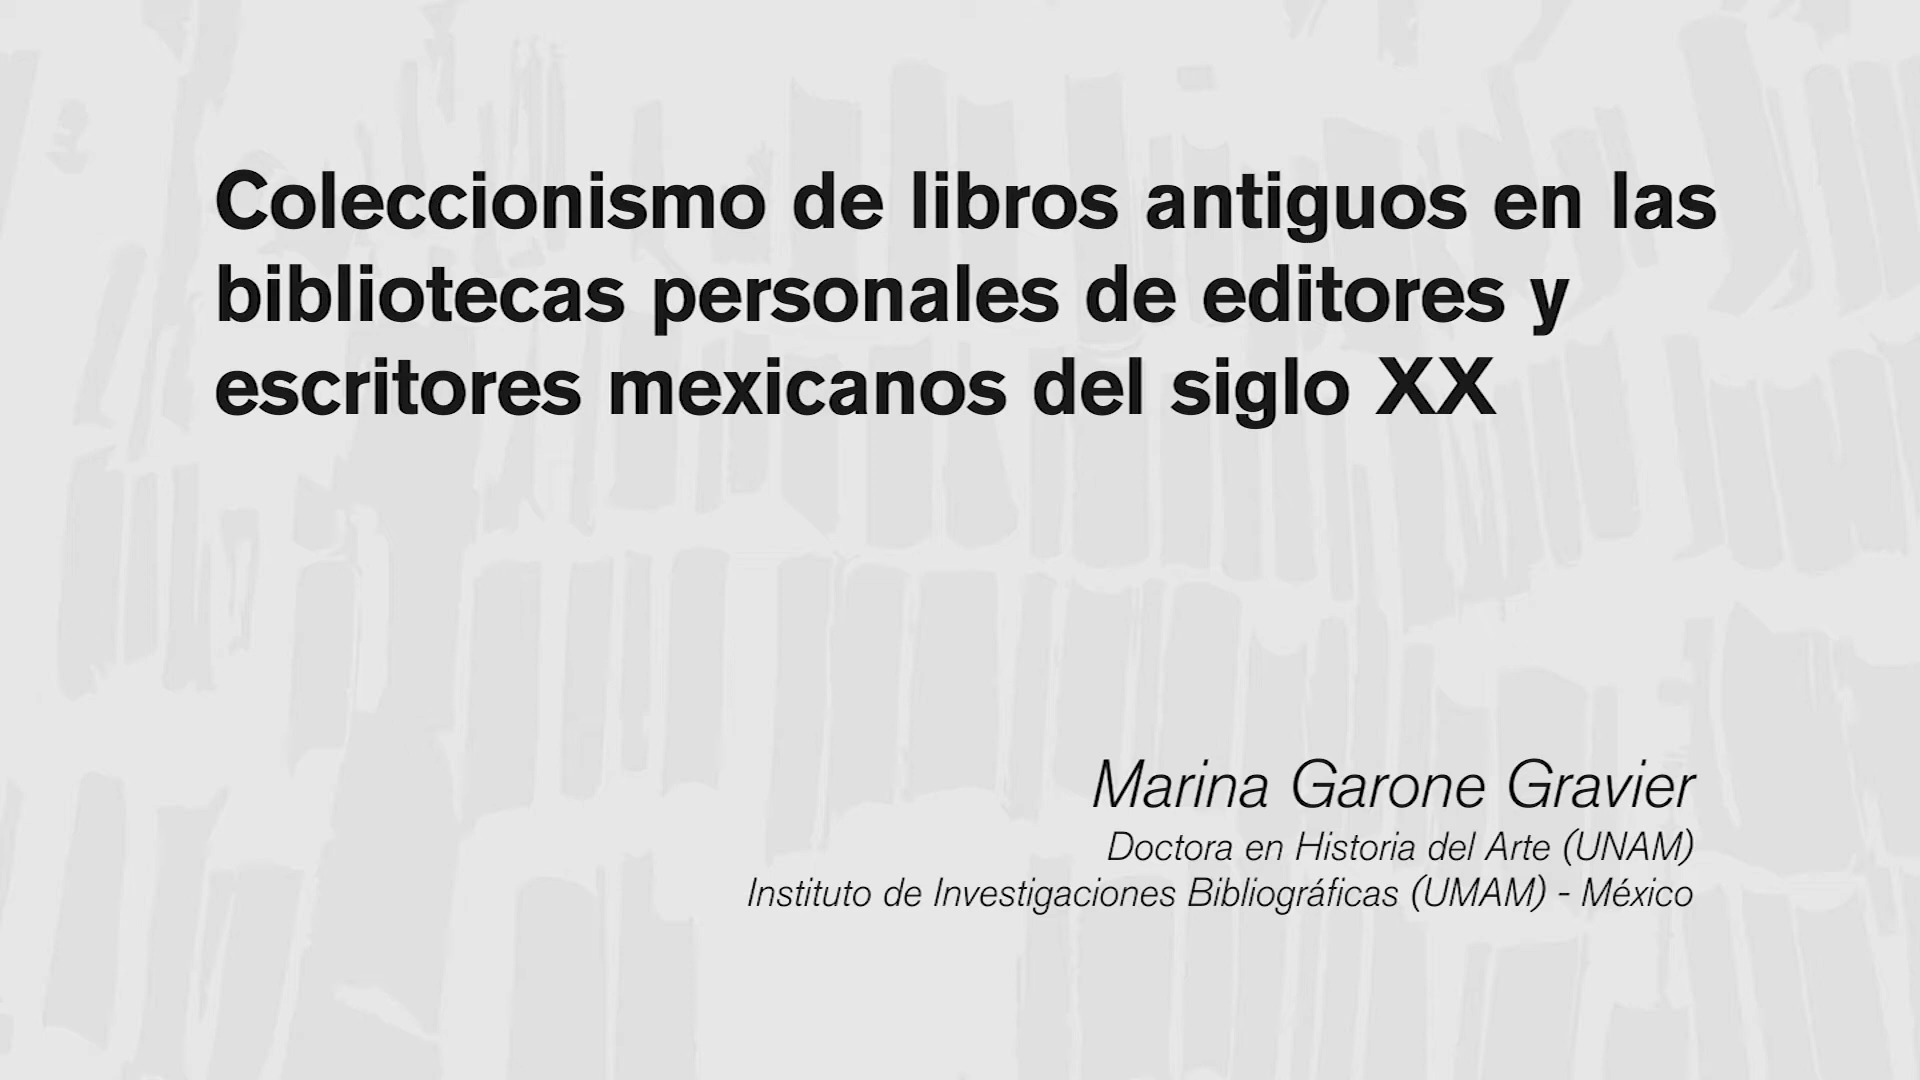 Coleccionismo de libros antiguos en las
bibliotecas personales de editores y
escritores mexicanos del siglo XX
Marina Garone Gravier
Doctora en Historia del Arte (UNAM)
Instituto de Investigaciones Bibliográficas (UMAM) - México